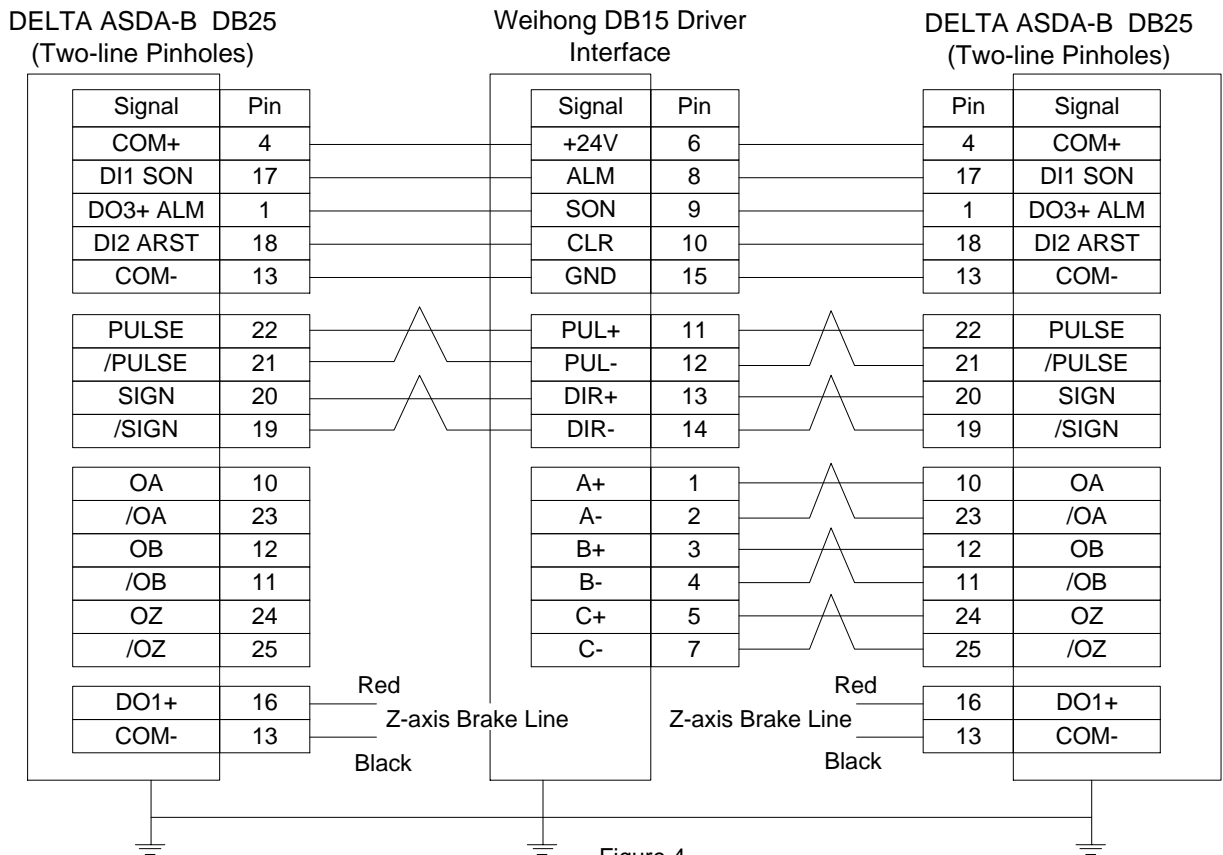 DELTA ASDA-B DB25
(Two-line Pinholes)
Weihong DB15 Driver
Interface
DELTA ASDA-B DB25
(Two-line Pinholes)
Signal Pin Signal Pin Pin Signal
COM+ 4 +24V 6 4 COM+
DI1 SON 17 ALM 8 17 DI1 SON
DO3+ ALM 1 SON 9 1 DO3+ ALM
DI2 ARST 18 CLR 10 18 DI2 ARST
COM- 13 GND 15 13 COM-
PULSE 22 PUL+ 11 22 PULSE
/PULSE 21 PUL- 12 21 /PULSE
SIGN 20 DIR+ 13 20 SIGN
/SIGN 19 DIR- 14 19 /SIGN
OA 10 A+ 1 10 OA
/OA 23 A- 2 23 /OA
OB 12 B+ 3 12 OB
/OB 11 B- 4 11 /OB
OZ 24 C+ 5 24 OZ
/OZ 25 C- 7 25 /OZ
Red Red
DO1+ 16 16 DO1+
Z-axis Brake Line Z-axis Brake Line
COM- 13 13 COM-
Black Black
Figure 4